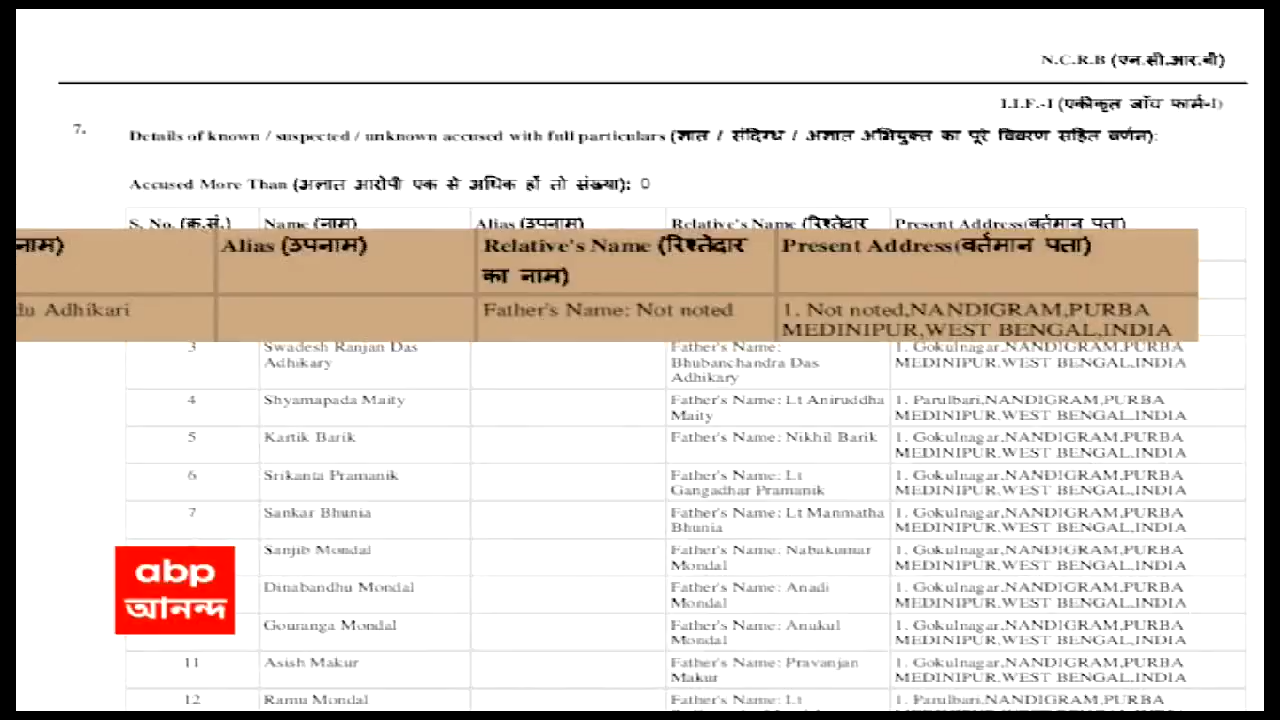 N.C.R.B (एन.सी.आर.बी)
I.I.F.-I (एकीकृत जाँच फार्म-I)
7.
Details of known / suspected / unknown accused with full particulars (ज्ञात / संदिग्ध / अज्ञात अभियुक्त का पूरे विवरण सहित वर्णन):
Accused More Than (अज्ञात आरोपी एक से अधिक हों तो संख्या): 0
S. No. (क्र.सं.) Name (नाम) Alias (उपनाम) Relative's Name (रिश्तेदार Present Address(वर्तमान पता)
नाम) Alias (उपनाम) Relative's Name (रिश्तेदार Present Address(वर्तमान पता)
का नाम)
du Adhikari Father's Name: Not noted 1. Not noted,NANDIGRAM,PURBA
MEDINIPUR,WEST BENGAL,INDIA
3 Swadesh Ranjan Das Father's Name: 1. Gokulnagar,NANDIGRAM,PURBA
Adhikary Bhubanchandra Das MEDINIPUR,WEST BENGAL,INDIA
Adhikary
4 Shyamapada Maity Father's Name: Lt Aniruddha 1. Parulbari,NANDIGRAM,PURBA
Maity MEDINIPUR,WEST BENGAL,INDIA
5 Kartik Barik Father's Name: Nikhil Barik 1. Gokulnagar,NANDIGRAM,PURBA
MEDINIPUR,WEST BENGAL,INDIA
6 Srikanta Pramanik Father's Name: Lt 1. Gokulnagar,NANDIGRAM,PURBA
Gangadhar Pramanik MEDINIPUR,WEST BENGAL,INDIA
7 Sankar Bhunia Father's Name: Lt Manmatha 1. Gokulnagar,NANDIGRAM,PURBA
Bhunia MEDINIPUR,WEST BENGAL,INDIA
Sanjib Mondal Father's Name: Nabakumar 1. Gokulnagar,NANDIGRAM,PURBA
Mondal MEDINIPUR,WEST BENGAL,INDIA
Dinabandhu Mondal Father's Name: Anadi 1. Gokulnagar,NANDIGRAM,PURBA
Mondal MEDINIPUR,WEST BENGAL,INDIA
Gouranga Mondal Father's Name: Anukul 1. Gokulnagar,NANDIGRAM,PURBA
Mondal MEDINIPUR,WEST BENGAL,INDIA
11 Asish Makur Father's Name: Pravanjan 1. Gokulnagar,NANDIGRAM,PURBA
Makur MEDINIPUR,WEST BENGAL,INDIA
12 Ramu Mondal Father's Name: Lt 1. Parulbari,NANDIGRAM,PURBA
abp
আনন্দ